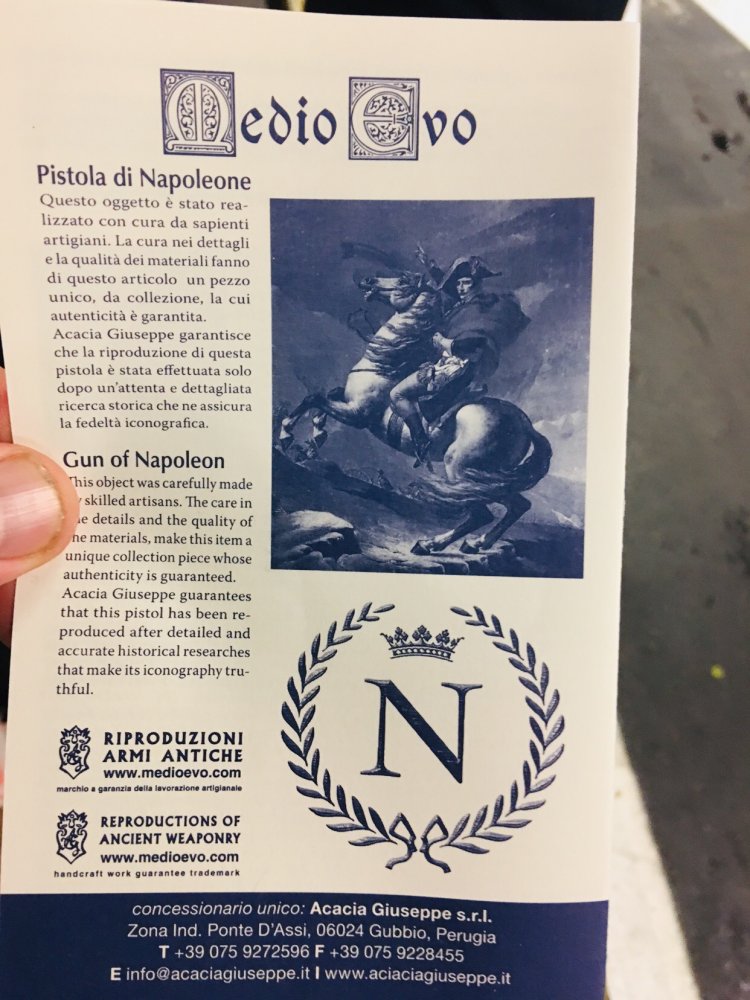 Medio Evo
Pistola di Napoleone
Questo oggetto è stato rea-
lizzato con cura da sapienti
artigiani. La cura nei dettagli
e la qualità dei materiali fanno
di questo articolo un pezzo
unico, da collezione, la cui
autenticità è garantita.
Acacia Giuseppe garantisce
che la riproduzione di questa
pistola è stata effettuata solo
dopo un'attenta e dettagliata
ricerca storica che ne assicura
la fedeltà iconografica.
Gun of Napoleon
This object was carefully made
skilled artisans. The care in
details and the quality of
materials, make this item a
unique collection piece whose
authenticity is guaranteed.
Acacia Giuseppe guarantees
that this pistol has been re-
produced after detailed and
accurate historical researches
that make its iconography tru-
thful.
N
RIPRODUZIONI
ARMI ANTICHE
www.medioevo.com
marchio a garanzia della lavorazione artigianale
REPRODUCTIONS OF
ANCIENT WEAPONRY
www.medioevo.com
handcraft work guarantee trademark
concessionario unico: Acacia Giuseppe s.r.l.
Zona Ind. Ponte D'Assi, 06024 Gubbio, Perugia
T +39 075 9272596 F +39 075 9228455
E info@acaciagiuseppe.it I www.aciaciagiuseppe.it